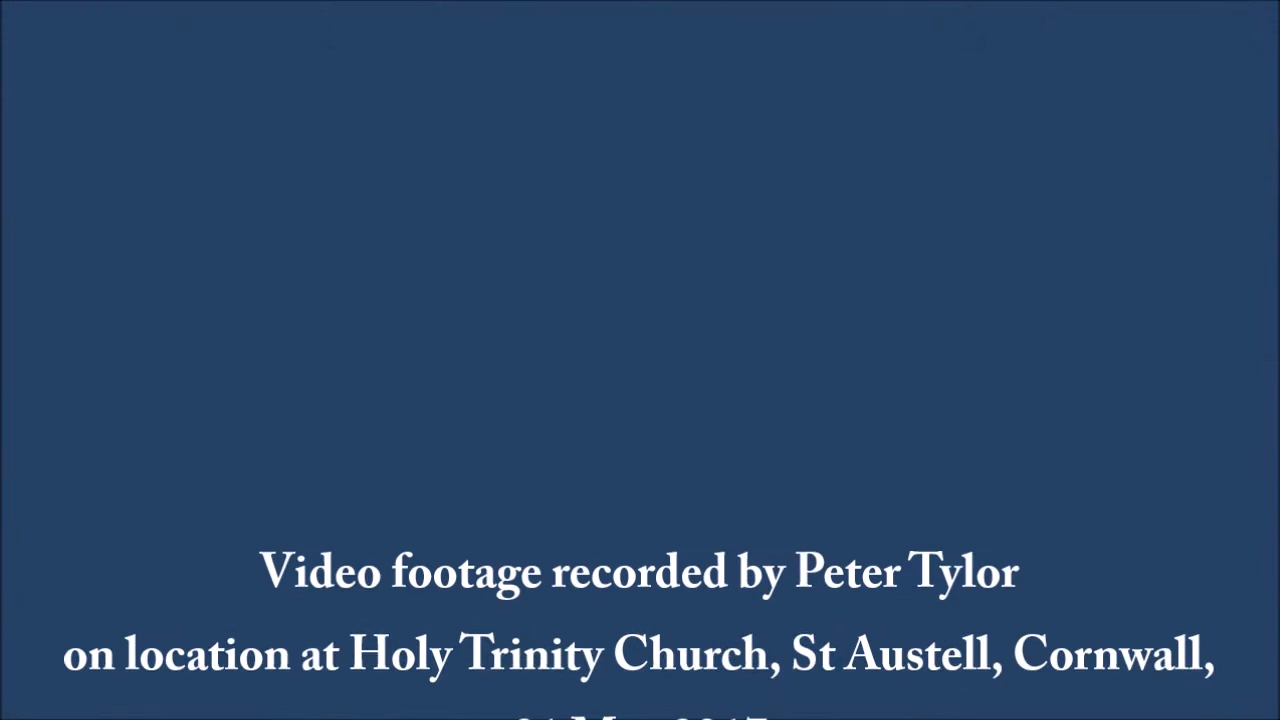 Video footage recorded by Peter Tylor
on location at Holy Trinity Church, St Austell, Cornwall,